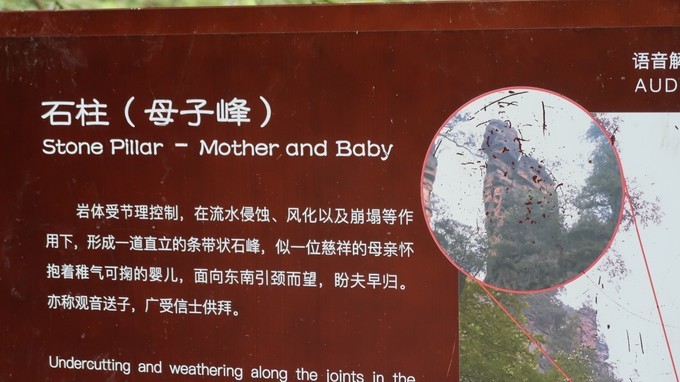 石柱（母子峰）
Stone Pillar - Mother and Baby
岩体受节理控制，在流水侵蚀、风化以及崩塌等作
用下，形成一道直立的条带状石峰，似一位慈祥的母亲怀
抱着稚气可掬的婴儿，面向东南引颈而望，盼夫早归。
亦称观音送子，广受信士供拜。
Undercutting and weathering along the joints in the
语音解
AUD